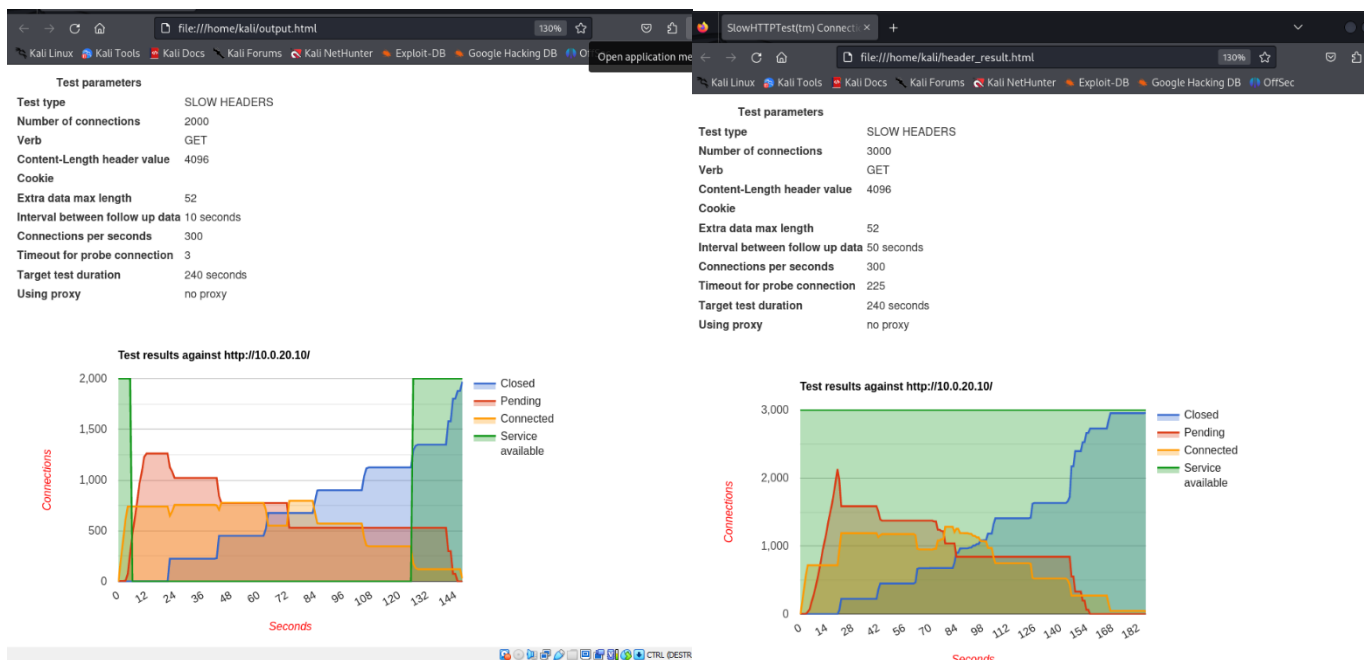 file:///home/kali/output.html
130%
Kali Linux Kali Tools Kali Docs Kali Forums Kali NetHunter Exploit-DB Google Hacking DB
Open application me
Test parameters
Test type SLOW HEADERS
Number of connections 2000
Verb GET
Content-Length header value 4096
Cookie
Extra data max length 52
Interval between follow up data 10 seconds
Connections per seconds 300
Timeout for probe connection 3
Target test duration 240 seconds
Using proxy no proxy
Test results against http://10.0.20.10/
2,000
1,500
1,000
500
0
Connections
0 12 24 36 48 60 72 84 96 108 120 132 144
Seconds
Closed
Pending
Connected
Service
available
CTRL (DESTR
SlowHTTPTest(tm) Connecti
file:///home/kali/header_result.html
130%
Kali Linux Kali Tools Kali Docs Kali Forums Kali NetHunter Exploit-DB Google Hacking DB OffSec
Test parameters
Test type SLOW HEADERS
Number of connections 3000
Verb GET
Content-Length header value 4096
Cookie
Extra data max length 52
Interval between follow up data 50 seconds
Connections per seconds 300
Timeout for probe connection 225
Target test duration 240 seconds
Using proxy no proxy
Test results against http://10.0.20.10/
3,000
2,000
1,000
0
Connections
0 14 28 42 56 70 84 98 112 126 140 154 168 182
Seconds
Closed
Pending
Connected
Service
available